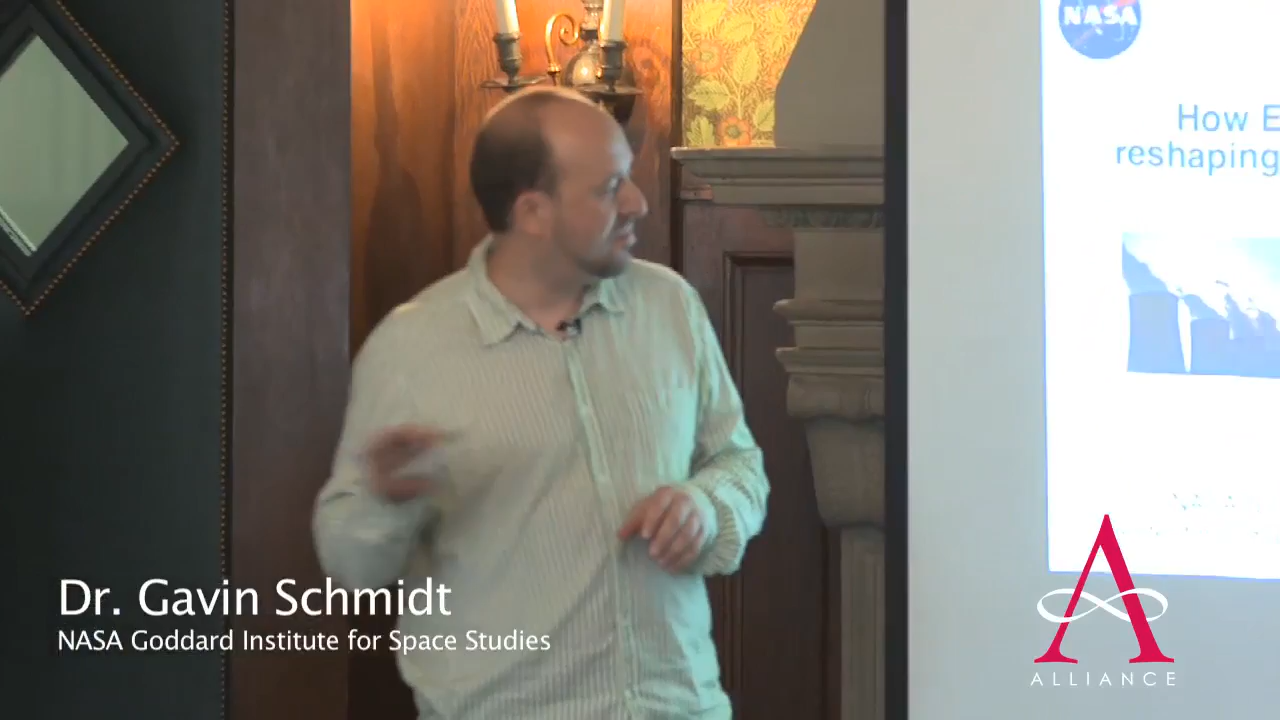 NASA
How E
reshaping
Dr. Gavin Schmidt
NASA Goddard Institute for Space Studies
A
ALLIANCE